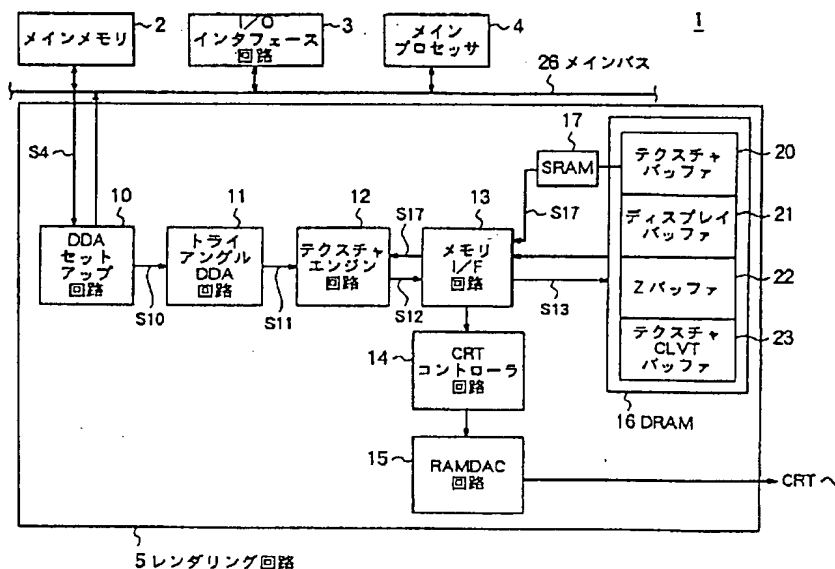 1
メインメモリ
2
I/O
インタフェース
回路
3
メイン
プロセッサ
4
26 メインバス
S4
10
DDA
セット
アップ
回路
S10
11
トライ
アングル
DDA
回路
S11
12
テクスチャ
エンジン
回路
S17
S12
13
メモリ
I/F
回路
S17
S13
17
SRAM
テクスチャ
バッファ
20
ディスプレイ
バッファ
21
Zバッファ
22
テクスチャ
CLVT
バッファ
23
16 DRAM
14
CRT
コントローラ
回路
15
RAMDAC
回路
CRTへ
5 レンダリング回路